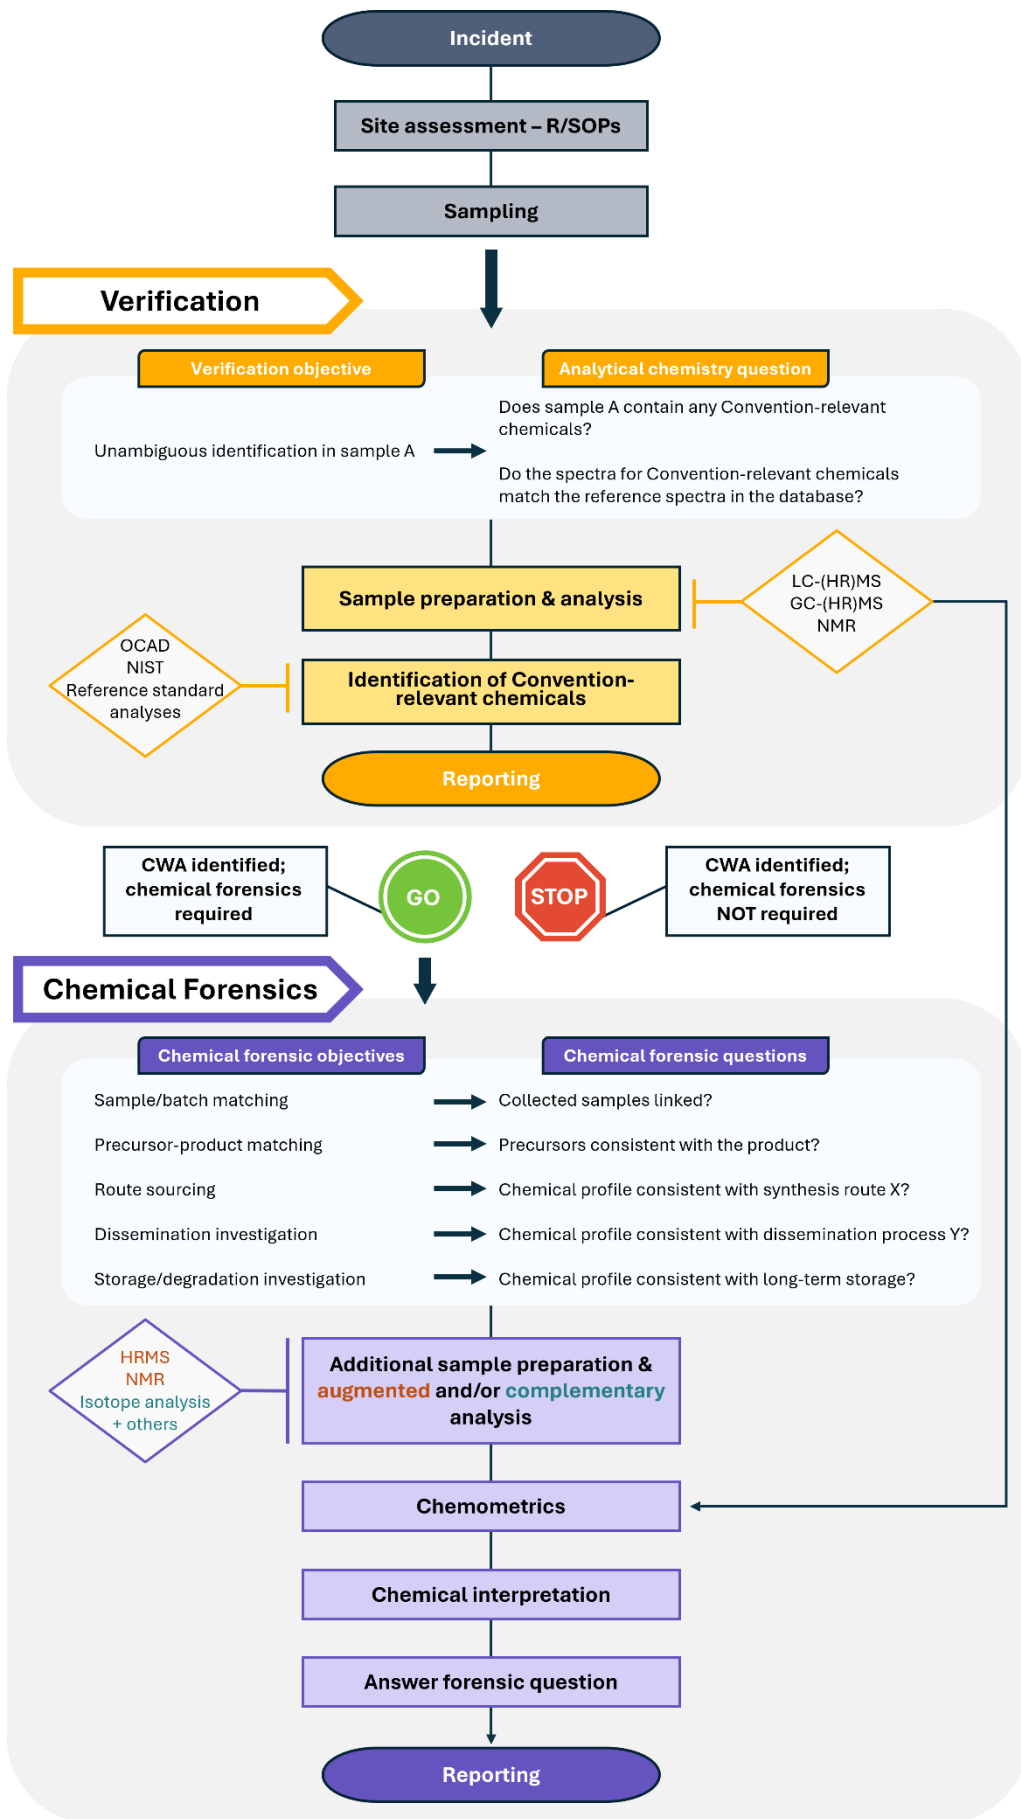 Incident
Site assessment – R/SOPs
Sampling
Verification
Verification objective
Analytical chemistry question
Unambiguous identification in sample A
Does sample A contain any Convention-relevant
chemicals?
Do the spectra for Convention-relevant chemicals
match the reference spectra in the database?
Sample preparation & analysis
LC-(HR)MS
GC-(HR)MS
NMR
OCAD
NIST
Reference standard
analyses
Identification of Convention-
relevant chemicals
Reporting
CWA identified;
chemical forensics
required
GO
STOP
CWA identified;
chemical forensics
NOT required
Chemical Forensics
Chemical forensic objectives
Chemical forensic questions
Sample/batch matching
Collected samples linked?
Precursor-product matching
Precursors consistent with the product?
Route sourcing
Chemical profile consistent with synthesis route X?
Dissemination investigation
Chemical profile consistent with dissemination process Y?
Storage/degradation investigation
Chemical profile consistent with long-term storage?
HRMS
NMR
Isotope analysis
+ others
Additional sample preparation &
augmented and/or complementary
analysis
Chemometrics
Chemical interpretation
Answer forensic question
Reporting